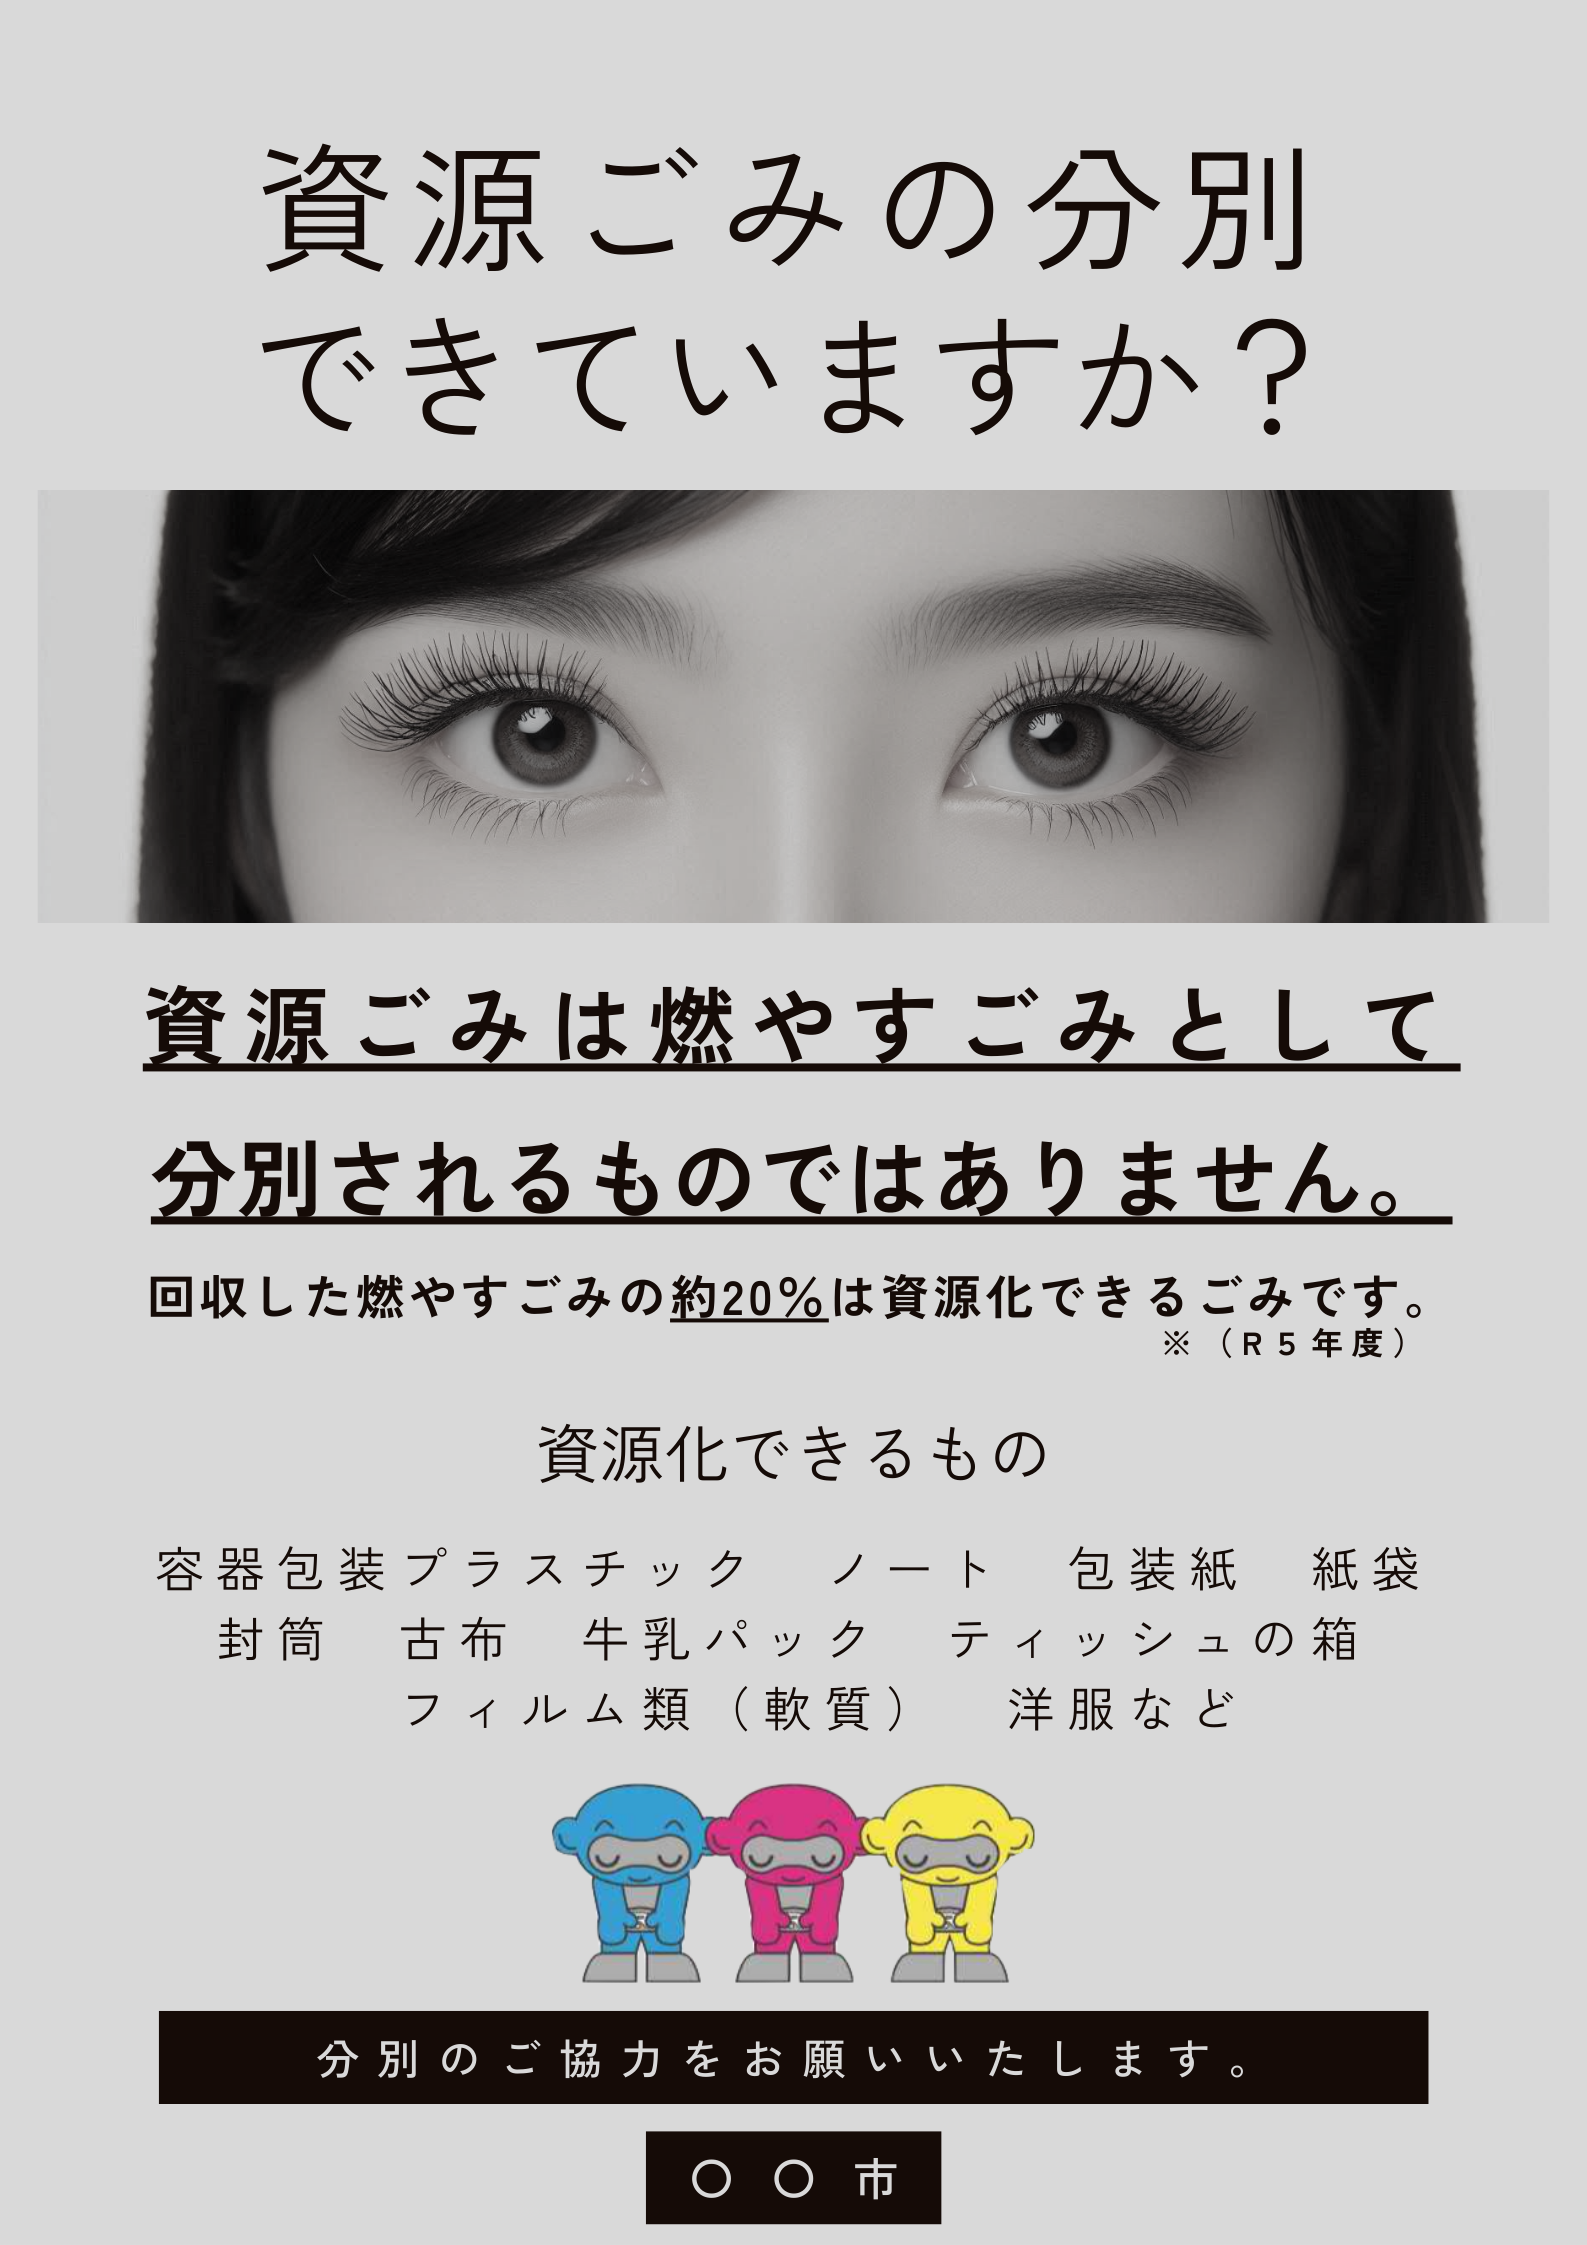 資源ごみの分別
できていますか？
資源ごみは燃やすごみとして
分別されるものではありません。
回収した燃やすごみの約20％は資源化できるごみです。
※（R5年度）
資源化できるもの
容器包装プラスチック　ノート　包装紙　紙袋
封筒　古布　牛乳パック　ティッシュの箱
フィルム類（軟質）　洋服など
分別のご協力をお願いいたします。
〇〇市